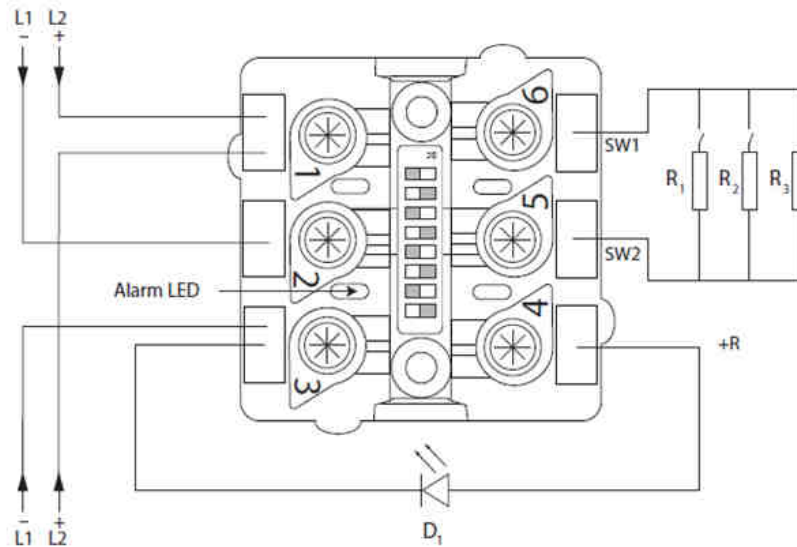 L1 L2
− +
1
2
3
6
5
4
SW1
SW2
R1 R2 R3
Alarm LED
+R
D1
− +
L1 L2